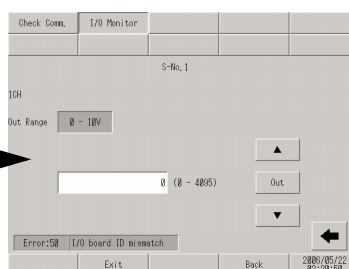 Check Comm. I/O Monitor
S-No.1
1CH
Out Range 0 - 10V
0 (0 - 4095) Out
Error:50 I/O board ID mismatch
Exit Back 2006/05/22